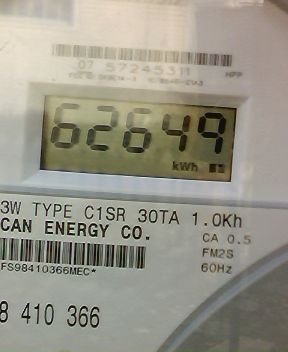 07 57245311 HPP
62649
kWh
3W TYPE C1SR 30TA 1.0Kh
CAN ENERGY CO.
CA 0.5
FM2S
FS98410366MEC*
60Hz
8 410 366